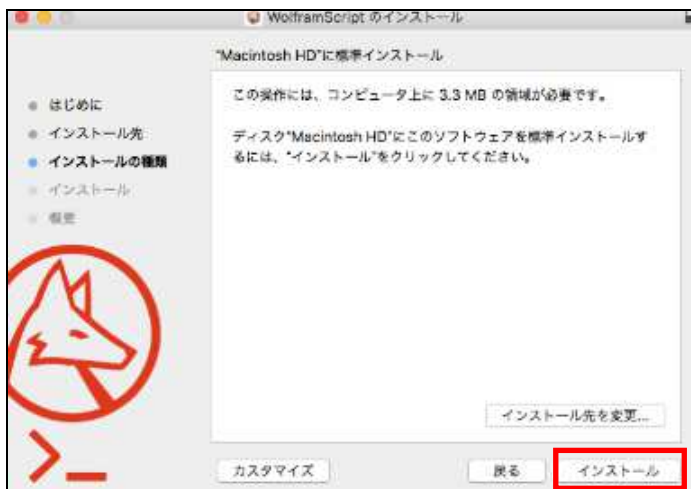 WolframScript のインストール
"Macintosh HD"に標準インストール
はじめに
インストール先
インストールの種類
インストール
概要
この操作には、コンピュータ上に 3.3 MB の領域が必要です。
ディスク"Macintosh HD"にこのソフトウェアを標準インストールす
るには、"インストール"をクリックしてください。
インストール先を変更...
カスタマイズ
戻る
インストール